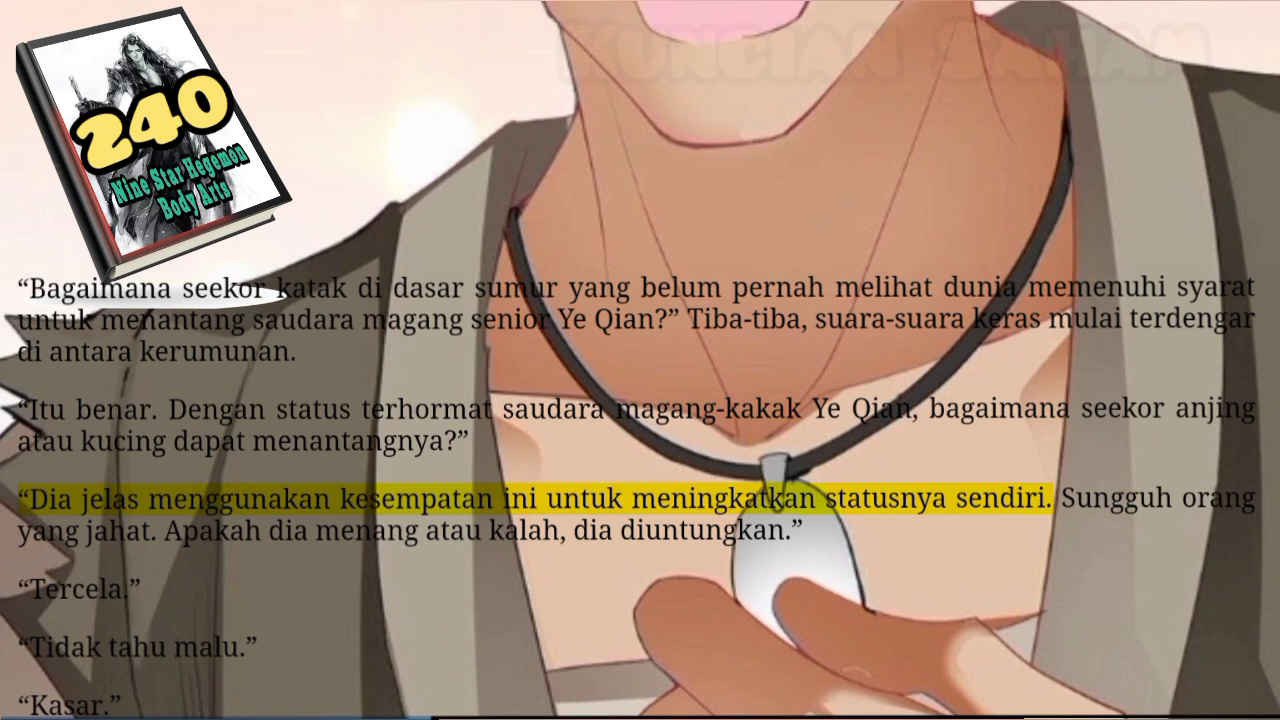 KUNCIAN SAHAM
240
Nine Star Hegemon
Body Arts
“Bagaimana seekor katak di dasar sumur yang belum pernah melihat dunia memenuhi syarat
untuk menantang saudara magang senior Ye Qian?” Tiba-tiba, suara-suara keras mulai terdengar
di antara kerumunan.
“Itu benar. Dengan status terhormat saudara magang-kakak Ye Qian, bagaimana seekor anjing
atau kucing dapat menantangnya?”
“Dia jelas menggunakan kesempatan ini untuk meningkatkan statusnya sendiri. Sungguh orang
yang jahat. Apakah dia menang atau kalah, dia diuntungkan.”
“Tercela.”
“Tidak tahu malu.”
“Kasar.”